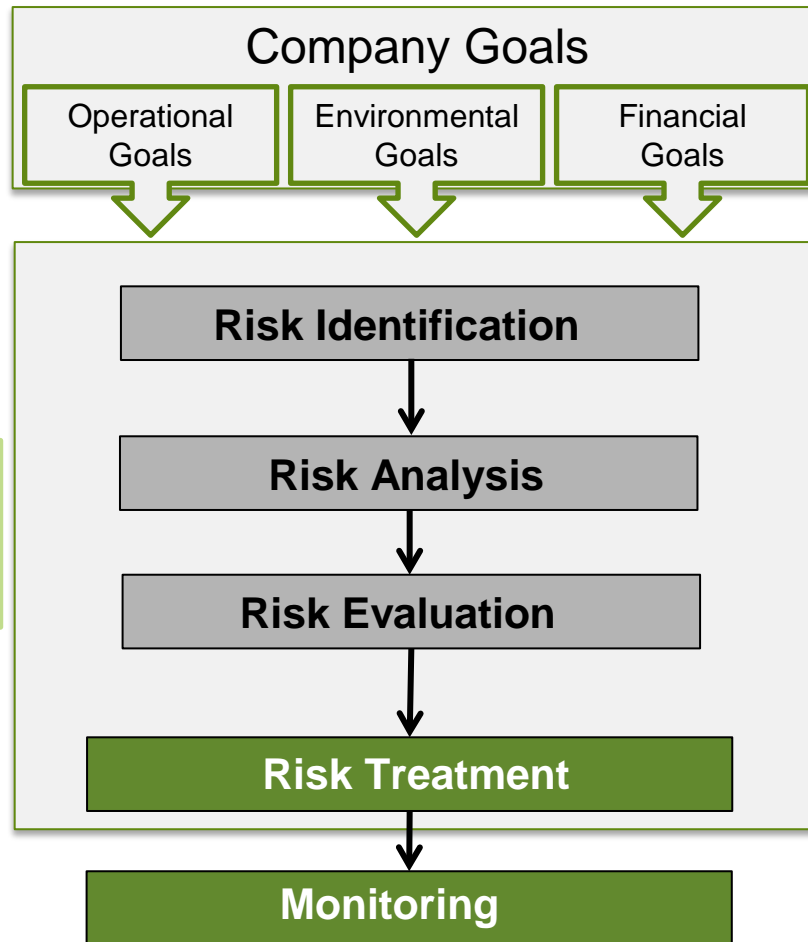 Company Goals
Operational
Goals
Environmental
Goals
Financial
Goals
Risk Identification
Risk Analysis
Risk Evaluation
Risk Treatment
Monitoring